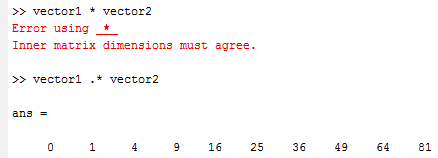 >> vector1 * vector2
Error using  *
Inner matrix dimensions must agree.
>> vector1 .* vector2
ans =
0 1 4 9 16 25 36 49 64 81